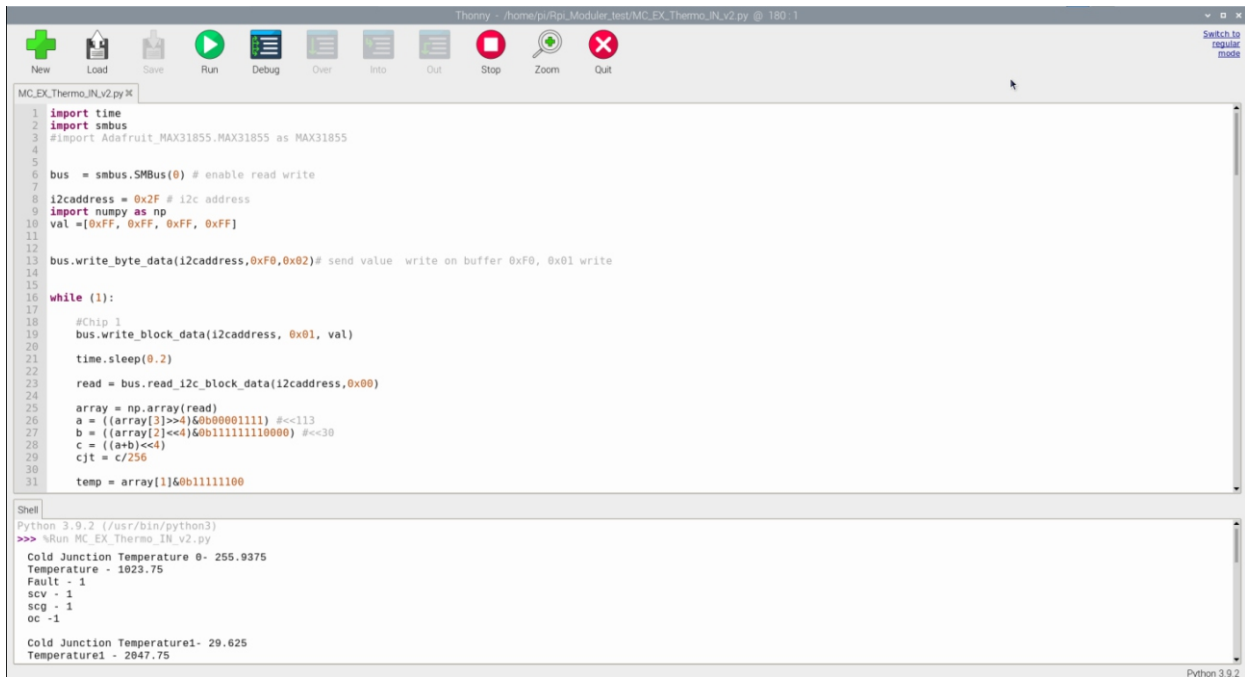 Thonny - /home/pi/Rpi_Moduler_test/MC_EX_Thermo_IN_v2.py @ 180:1
New Load Save Run Debug Over Into Out Stop Zoom Quit
Switch to
regular
mode
MC_EX_Thermo_IN_v2.py
1 import time
2 import smbus
3 #import Adafruit_MAX31855.MAX31855 as MAX31855
4
5
6 bus  = smbus.SMBus(0) # enable read write
7
8 i2caddress = 0x2F # i2c address
9 import numpy as np
10 val =[0xFF, 0xFF, 0xFF, 0xFF]
11
12
13 bus.write_byte_data(i2caddress,0xF0,0x02)# send value  write on buffer 0xF0, 0x01 write
14
15
16 while (1):
17
18     #Chip 1
19     bus.write_block_data(i2caddress, 0x01, val)
20
21     time.sleep(0.2)
22
23     read = bus.read_i2c_block_data(i2caddress,0x00)
24
25     array = np.array(read)
26     a = ((array[3]>>4)&0b00001111) #<<113
27     b = ((array[2]<<4)&0b111111110000) #<<30
28     c = ((a+b)<<4)
29     cjt = c/256
30
31     temp = array[1]&0b11111100
Shell
Python 3.9.2 (/usr/bin/python3)
>>> %Run MC_EX_Thermo_IN_v2.py
Cold Junction Temperature 0- 255.9375
Temperature - 1023.75
Fault - 1
scv - 1
scg - 1
oc -1
Cold Junction Temperature1- 29.625
Temperature1 - 2047.75
Python 3.9.2